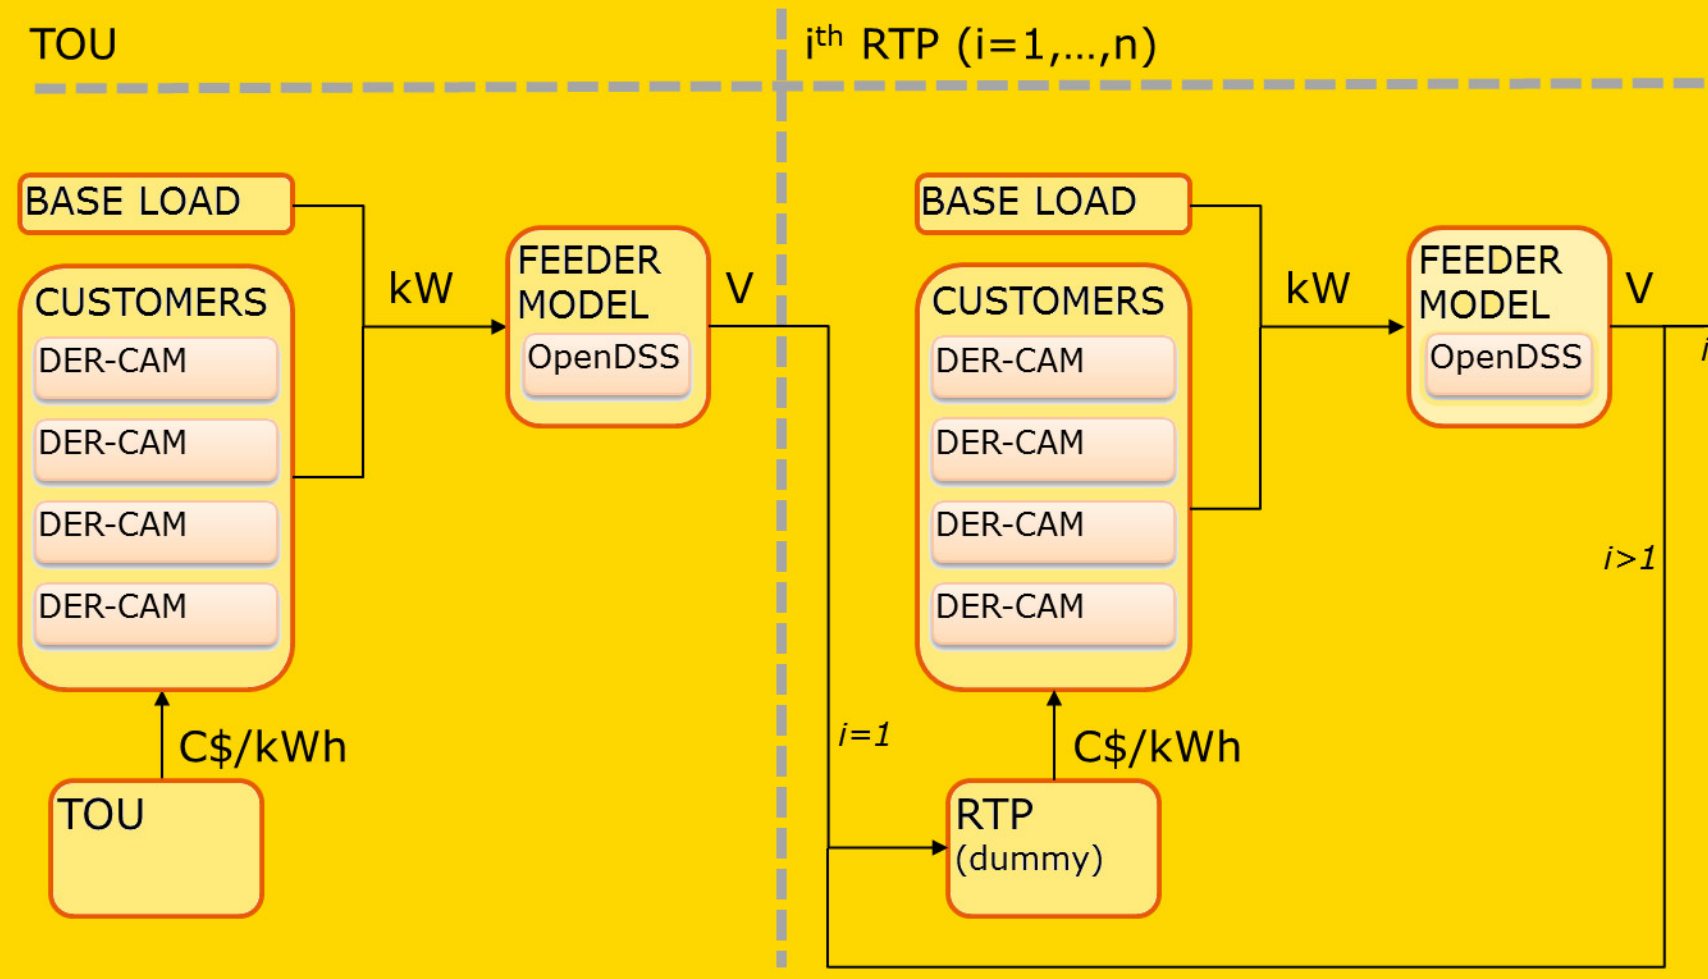 TOU
iᵗʰ RTP (i=1,...,n)
BASE LOAD
CUSTOMERS
DER-CAM
DER-CAM
DER-CAM
DER-CAM
kW
FEEDER
MODEL
OpenDSS
V
C$/kWh
TOU
i=1
BASE LOAD
CUSTOMERS
DER-CAM
DER-CAM
DER-CAM
DER-CAM
kW
FEEDER
MODEL
OpenDSS
V
i>1
C$/kWh
RTP
(dummy)